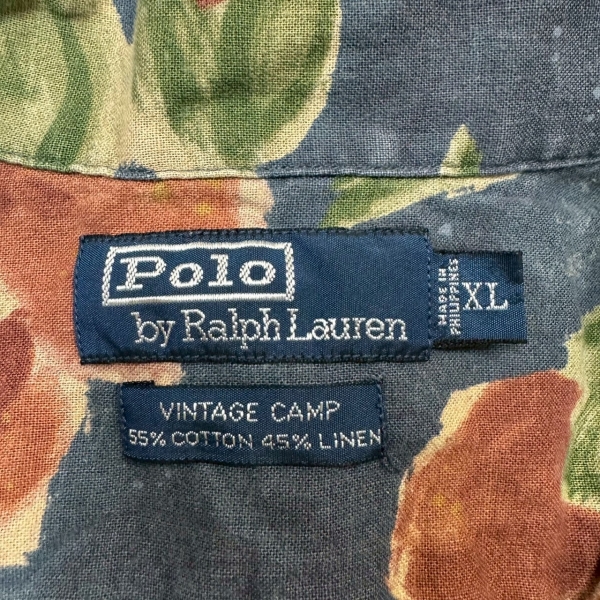 Polo
by Ralph Lauren
MADE IN
PHILIPPINES
XL
VINTAGE CAMP
55% COTTON 45% LINEN